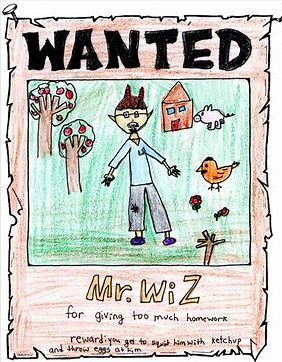 WANTED
Mr. WiZ
for giving too much homework
reward: you get to squirt him with ketchup
and throw eggs at him